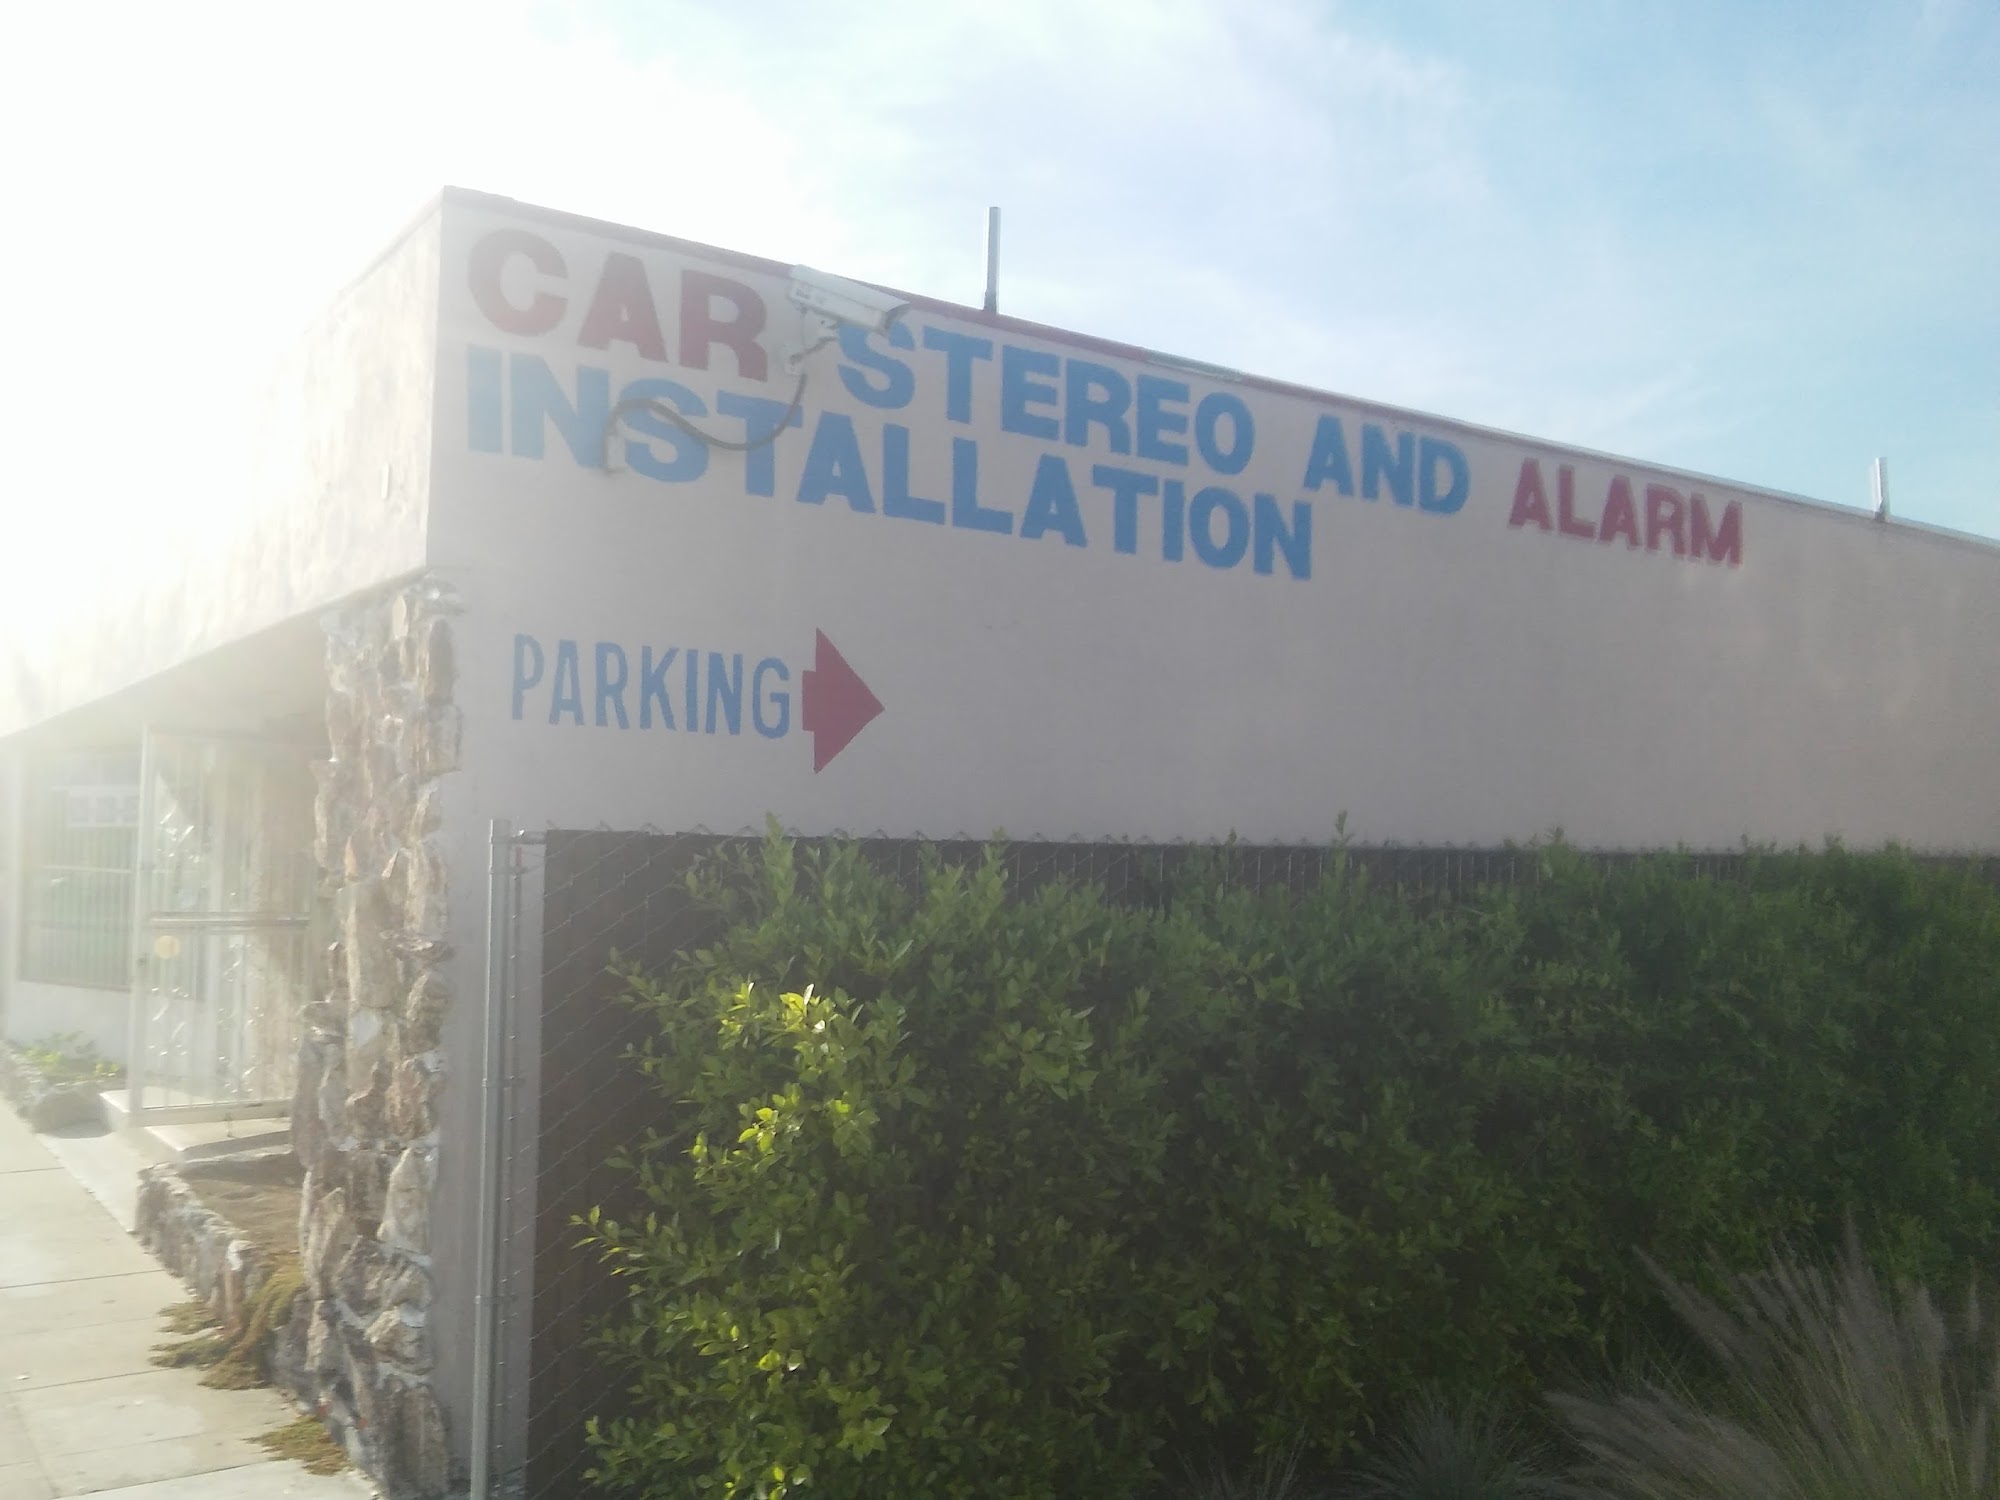 CAR STEREO AND ALARM
INSTALLATION
PARKING